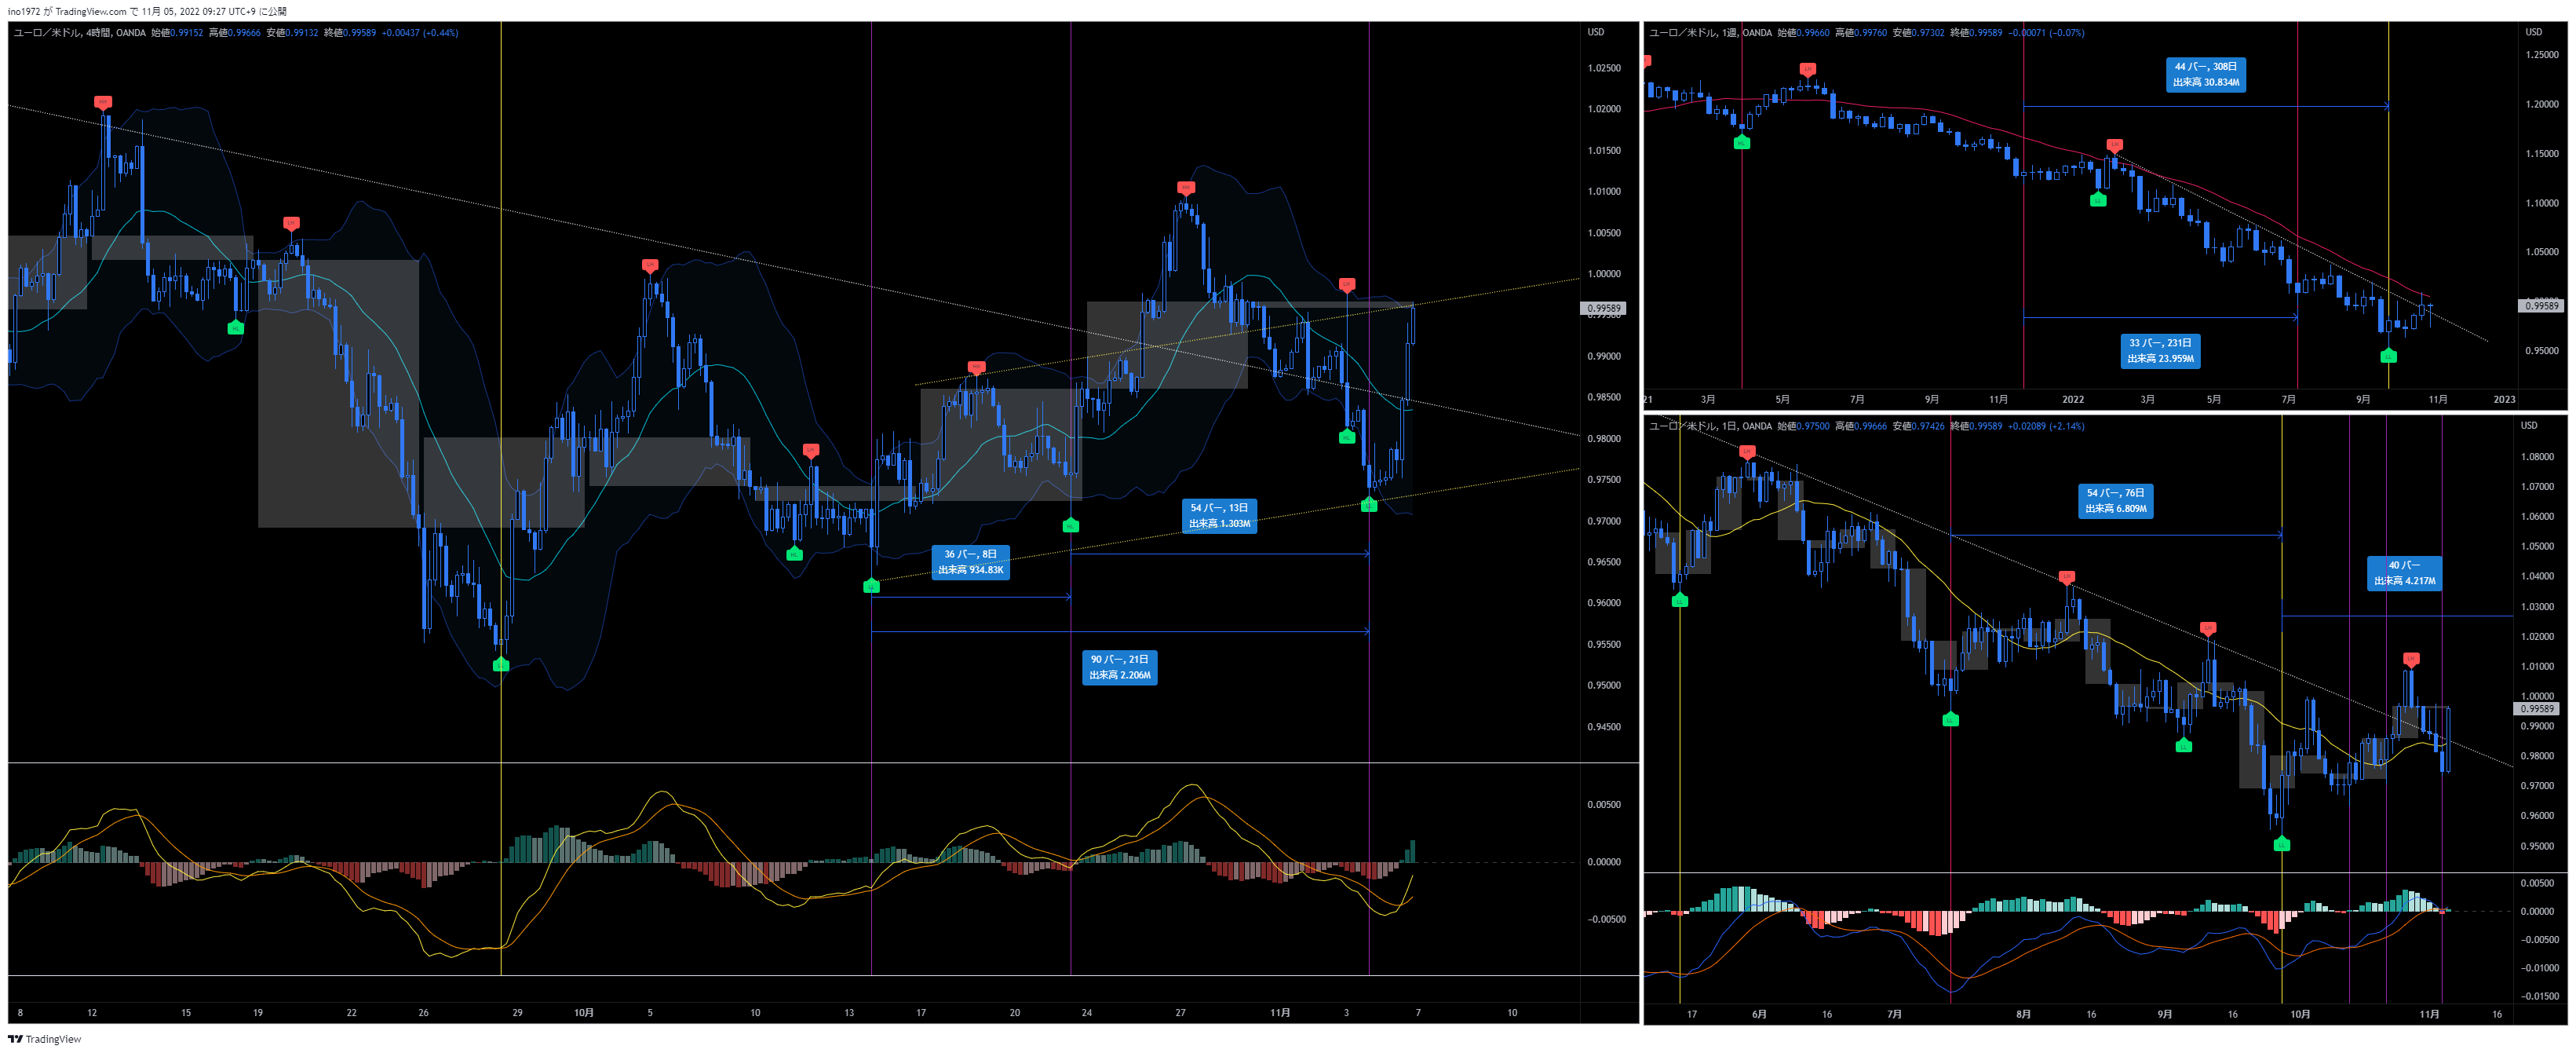 ino1972 が TradingView.com で 11月 05, 2022 09:27 UTC+9 に公開
ユーロ／米ドル, 4時間, OANDA 始値0.99152 高値0.99666 安値0.99132 終値0.99589 +0.00437 (+0.44%)
USD
1.02500
1.02000
1.01500
1.01000
1.00500
1.00000
0.99589
0.99000
0.98500
0.98000
0.97500
0.97000
0.96500
0.96000
0.95500
0.95000
0.94500
0.00500
0.00000
−0.00500
54 バー, 13日
出来高 1.303M
36 バー, 8日
出来高 934.83K
90 バー, 21日
出来高 2.206M
8 12 15 19 22 26 29 10月 5 10 13 17 20 24 27 11月 3 7 10
ユーロ／米ドル, 1週, OANDA 始値0.99660 高値0.99760 安値0.97302 終値0.99589 −0.00071 (−0.07%)
USD
1.25000
1.20000
1.15000
1.10000
1.05000
0.99589
0.95000
44 バー, 308日
出来高 30.834M
33 バー, 231日
出来高 23.959M
21 3月 5月 7月 9月 11月 2022 3月 5月 7月 9月 11月 2023
ユーロ／米ドル, 1日, OANDA 始値0.97500 高値0.99666 安値0.97426 終値0.99589 +0.02089 (+2.14%)
USD
1.08000
1.07000
1.06000
1.05000
1.04000
1.03000
1.02000
1.01000
1.00000
0.99589
0.99000
0.98000
0.97000
0.96000
0.95000
0.00500
0.00000
−0.00500
−0.01000
−0.01500
54 バー, 76日
出来高 6.809M
40 バー
出来高 4.217M
17 6月 16 7月 8月 16 9月 16 10月 11月 16
TradingView